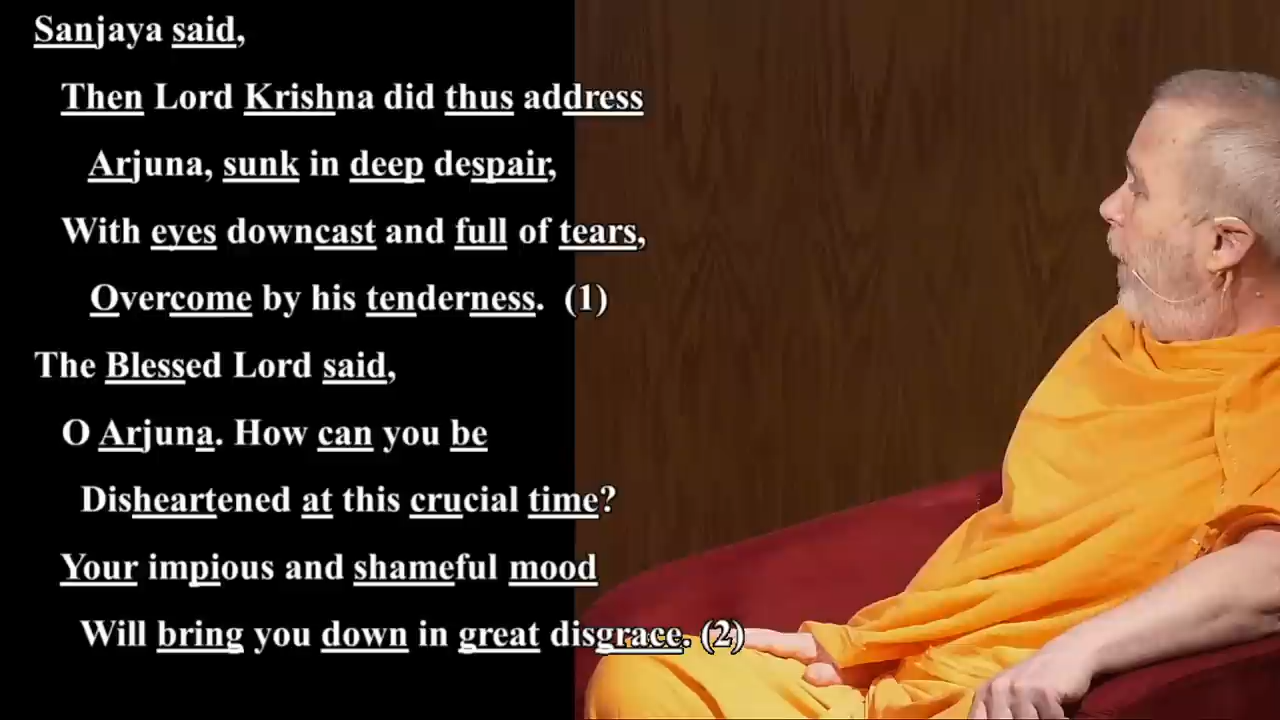 Sanjaya said,
Then Lord Krishna did thus address
Arjuna, sunk in deep despair,
With eyes downcast and full of tears,
Overcome by his tenderness. (1)
The Blessed Lord said,
O Arjuna. How can you be
Disheartened at this crucial time?
Your impious and shameful mood
Will bring you down in great disgrace. (2)